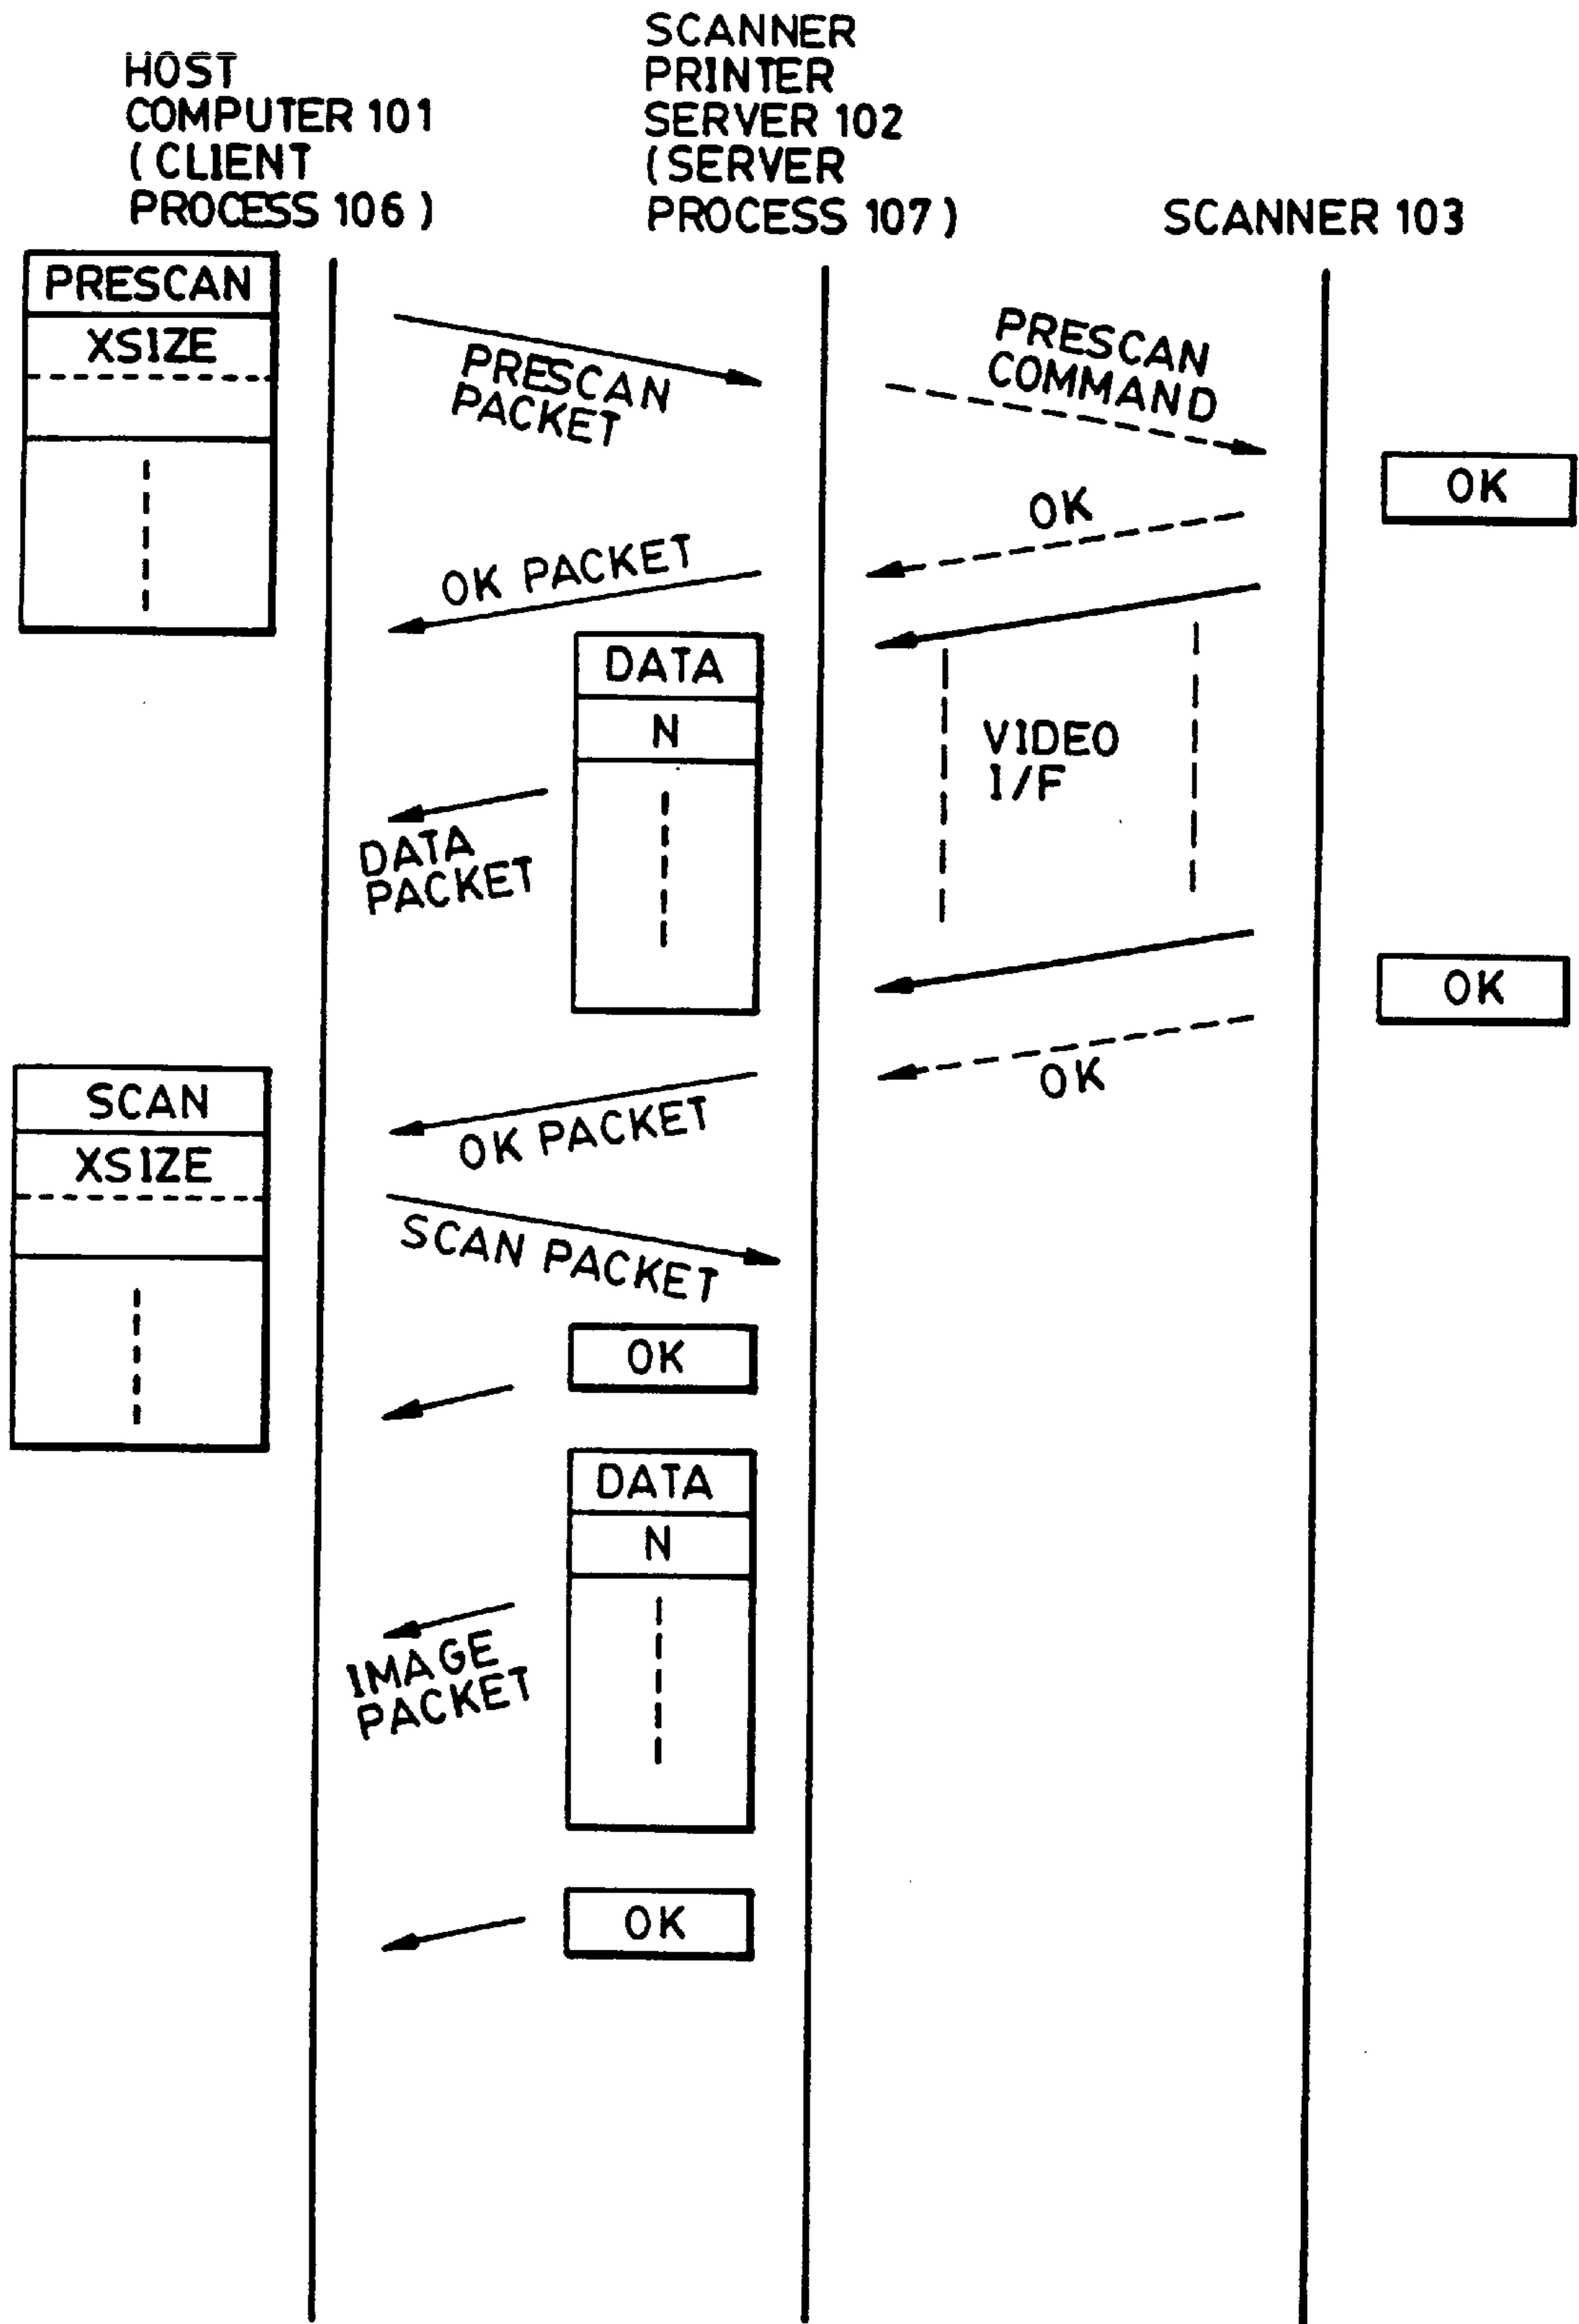 HOST
COMPUTER 101
(CLIENT
PROCESS 106)
SCANNER
PRINTER
SERVER 102
(SERVER
PROCESS 107)
SCANNER 103
PRESCAN
XSIZE
PRESCAN
PACKET
PRESCAN
COMMAND
OK
OK
OK PACKET
DATA
N
VIDEO
I/F
DATA
PACKET
OK
OK
SCAN
XSIZE
OK PACKET
SCAN PACKET
OK
DATA
N
IMAGE
PACKET
OK